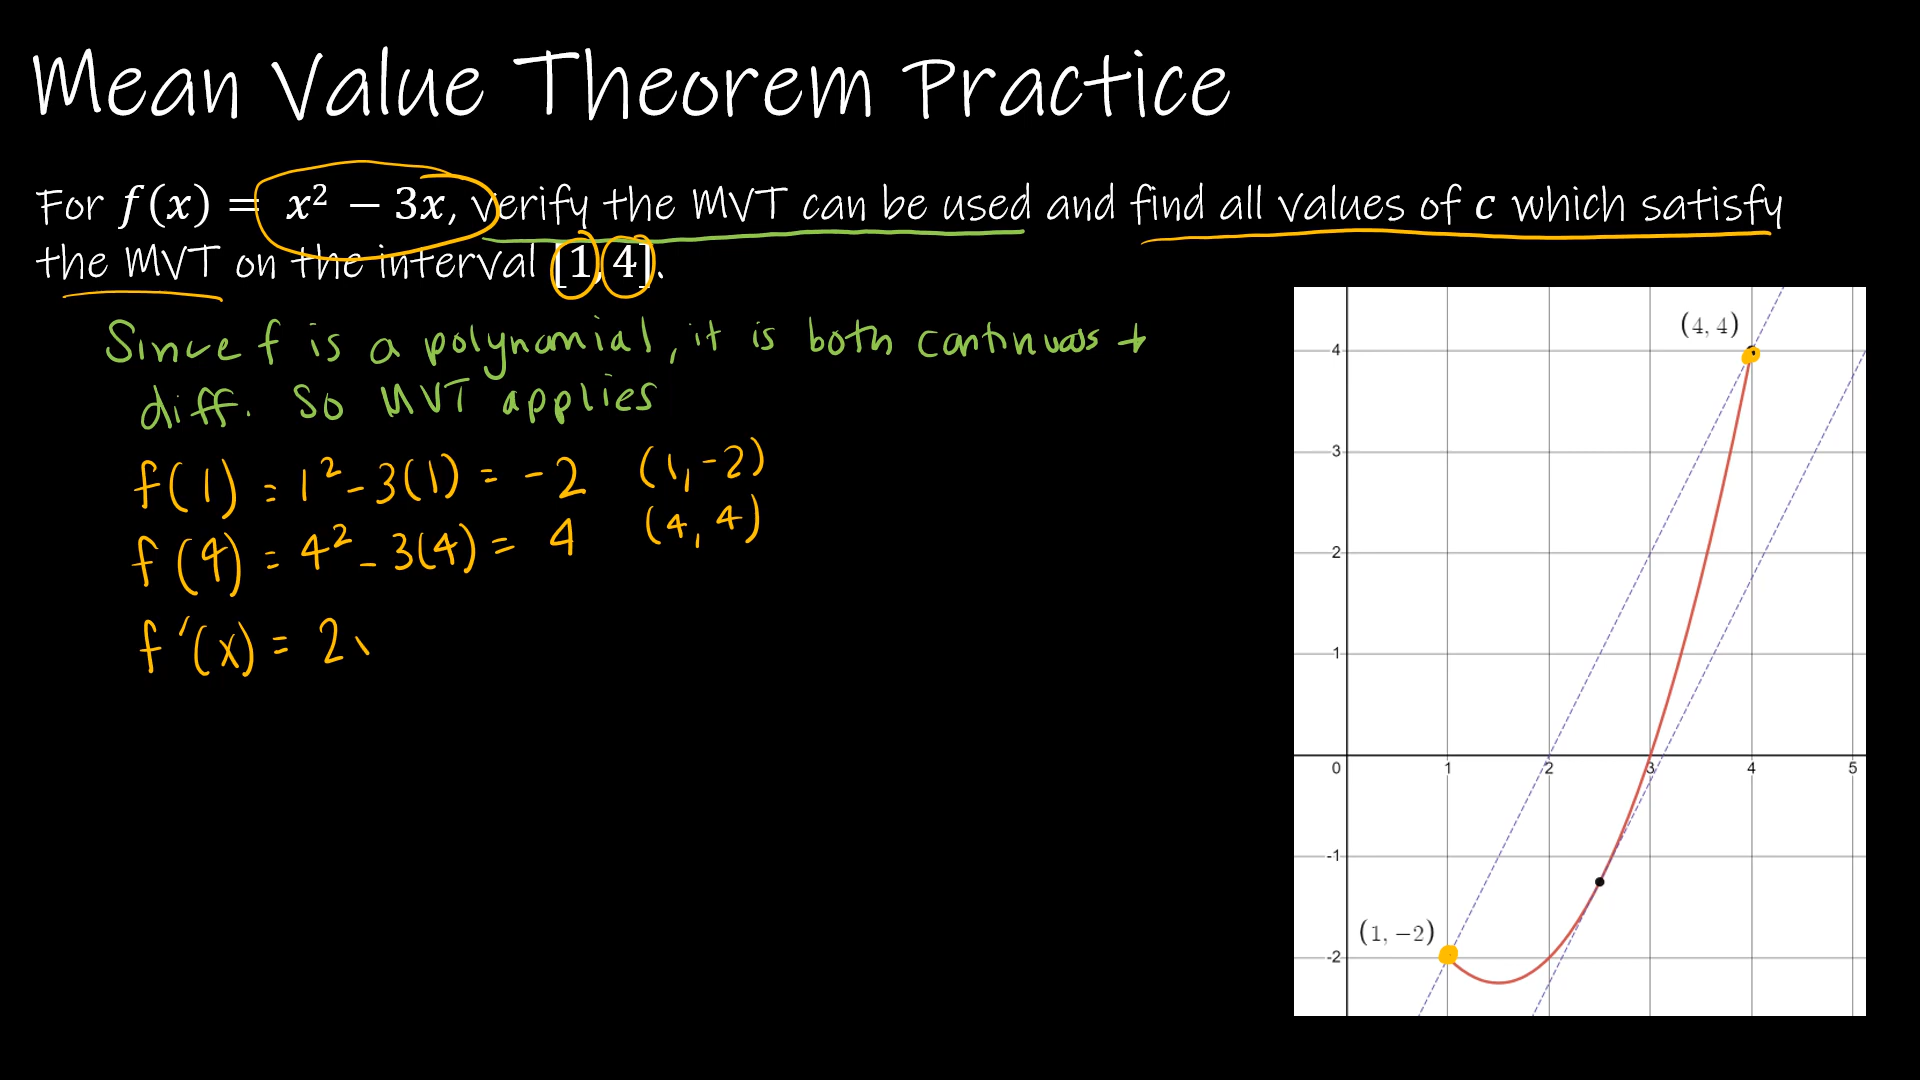 Mean Value Theorem Practice
For f(x) = x² − 3x, verify the MVT can be used and find all values of c which satisfy
the MVT on the interval [1, 4].
Since f is a polynomial, it is both continuous +
diff. So MVT applies
f(1) = 1² - 3(1) = -2 (1, -2)
f(4) = 4² - 3(4) = 4 (4, 4)
f'(x) = 2
(4, 4)
4
3
2
1
0 1 2 3 4 5
-1
(1, −2)
-2